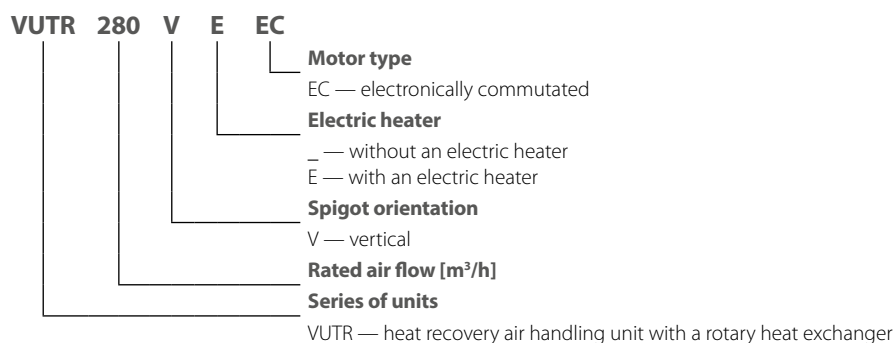 VUTR 280 V E EC
Motor type
EC — electronically commutated
Electric heater
_ — without an electric heater
E — with an electric heater
Spigot orientation
V — vertical
Rated air flow [m³/h]
Series of units
VUTR — heat recovery air handling unit with a rotary heat exchanger